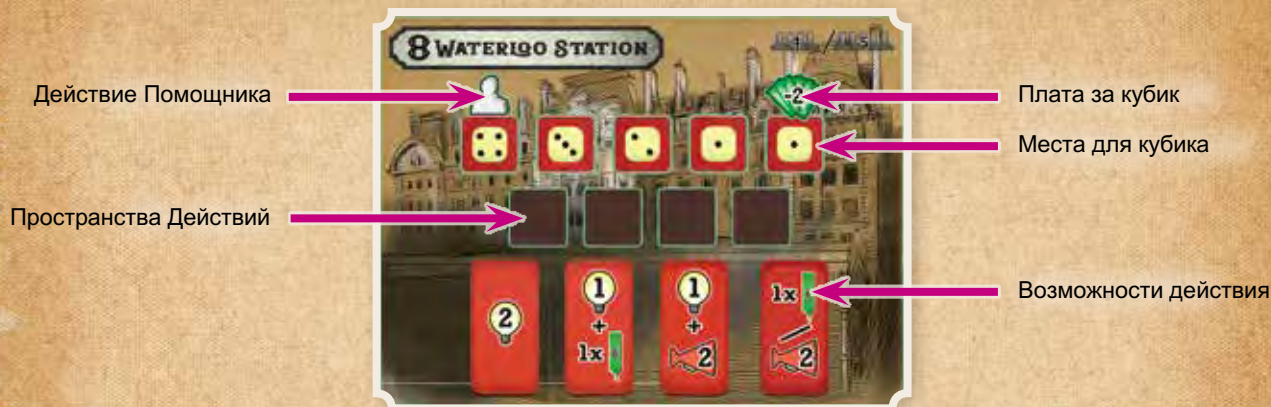 8 WATERLOO STATION
Действие Помощника
-2
Плата за кубик
Места для кубика
Пространства Действий
1
1
1x
Возможности действия
2
+
+
1x
2
2